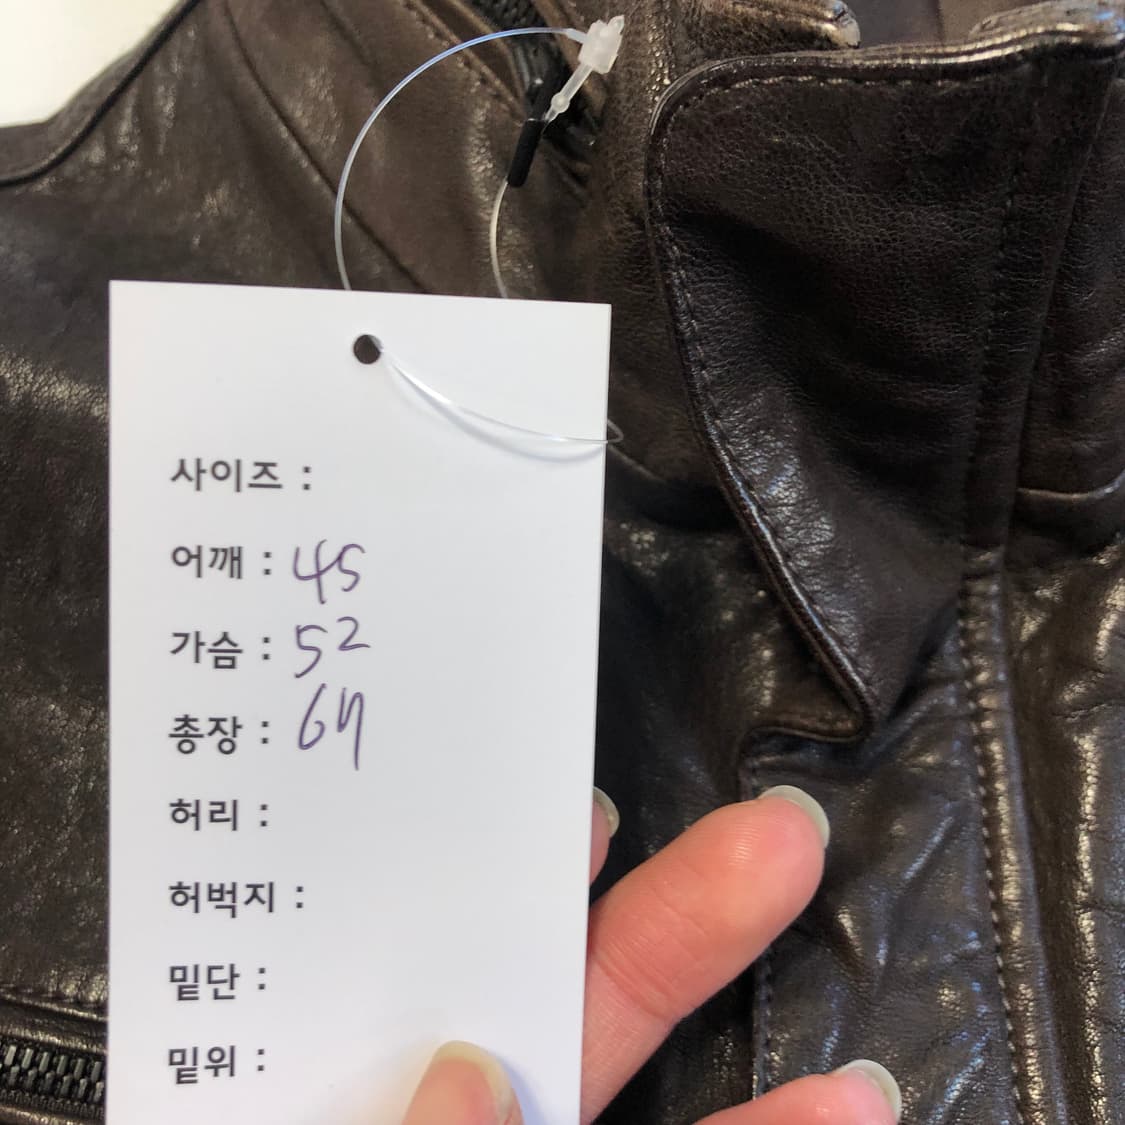 사이즈 :
어깨 : 45
가슴 : 52
총장 : 67
허리 :
허벅지 :
밑단 :
밑위 :